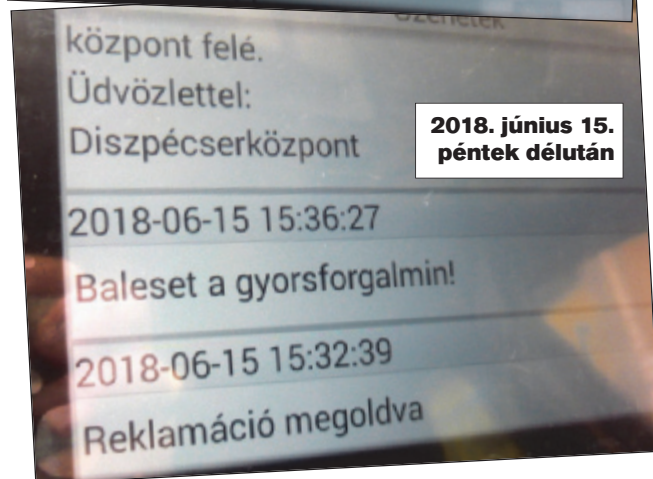 Üzenetek
központ felé.
Üdvözlettel:
Diszpécserközpont
2018. június 15.
péntek délután
2018-06-15 15:36:27
Baleset a gyorsforgalmin!
2018-06-15 15:32:39
Reklamáció megoldva